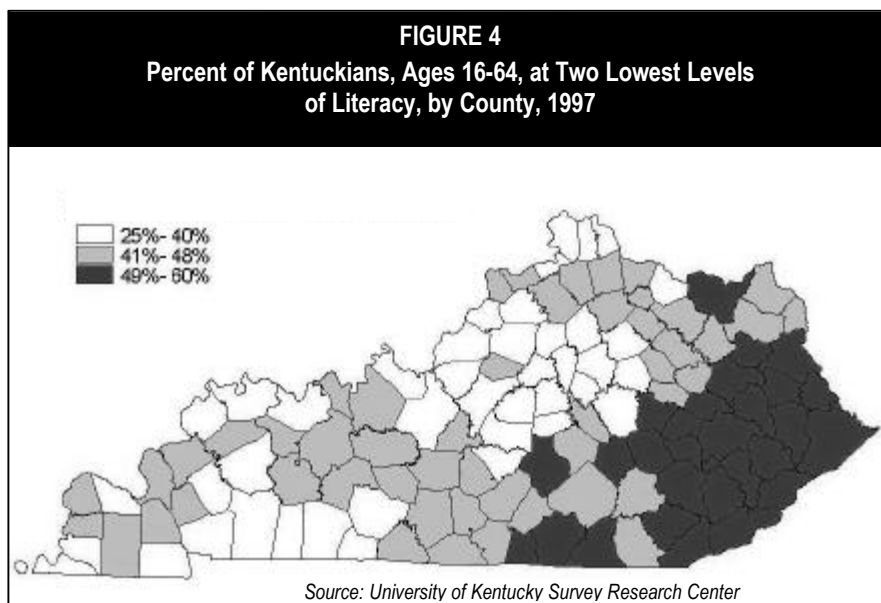 FIGURE 4
Percent of Kentuckians, Ages 16-64, at Two Lowest Levels
of Literacy, by County, 1997
25%- 40%
41%- 48%
49%- 60%
Source: University of Kentucky Survey Research Center